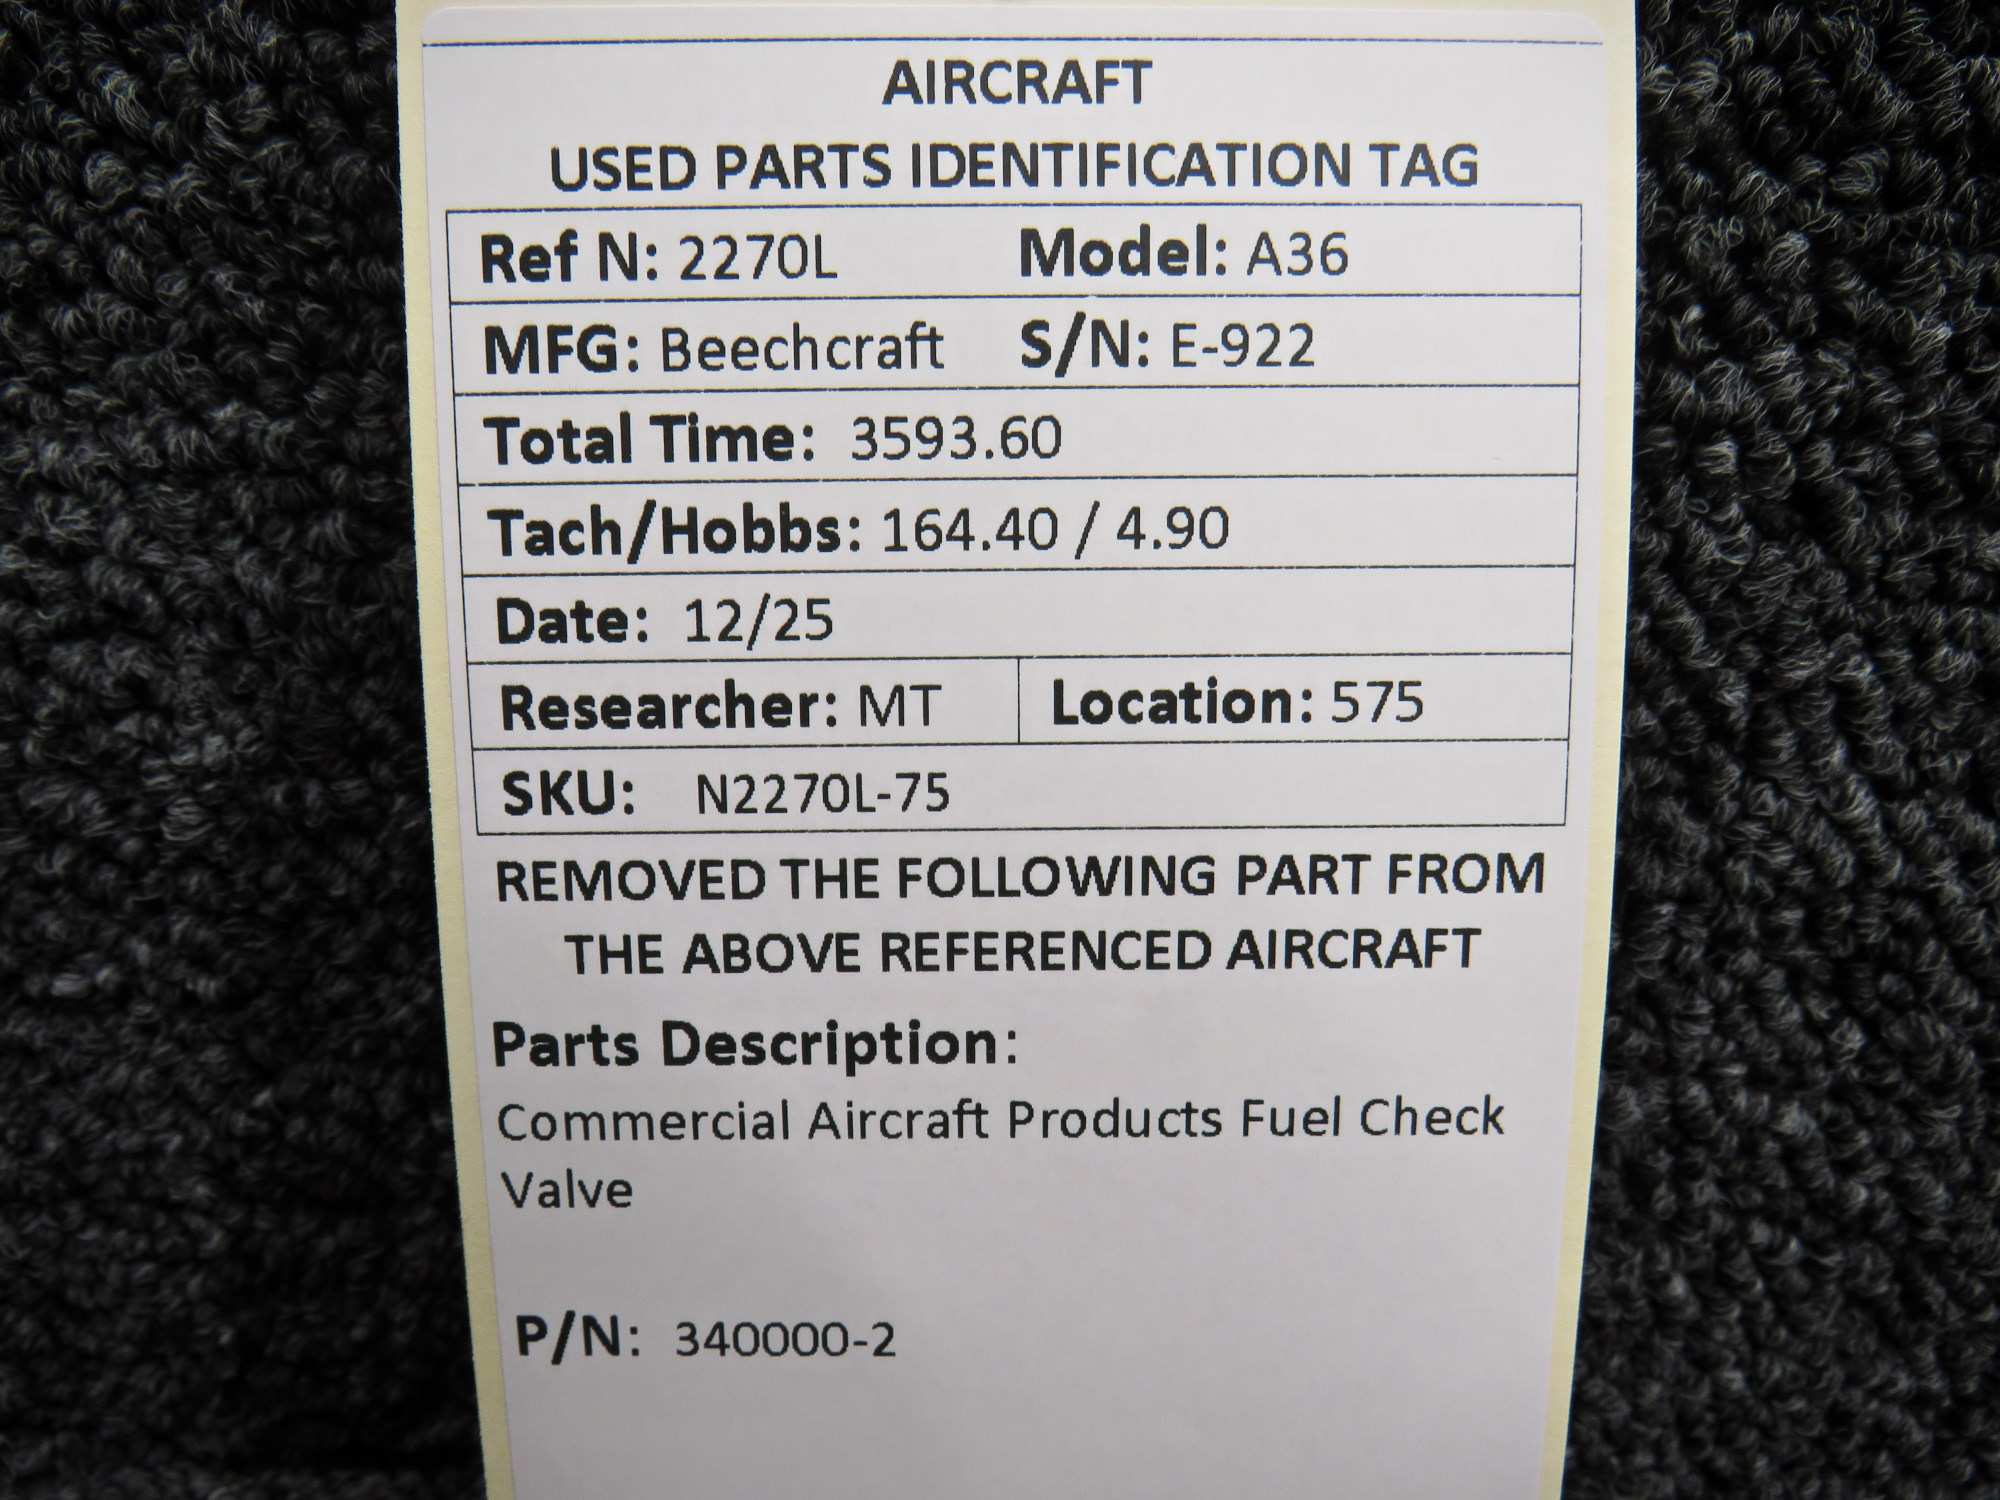 AIRCRAFT
USED PARTS IDENTIFICATION TAG
Ref N: 2270L Model: A36
MFG: Beechcraft S/N: E-922
Total Time: 3593.60
Tach/Hobbs: 164.40 / 4.90
Date: 12/25
Researcher: MT Location: 575
SKU: N2270L-75
REMOVED THE FOLLOWING PART FROM
THE ABOVE REFERENCED AIRCRAFT
Parts Description:
Commercial Aircraft Products Fuel Check
Valve
P/N: 340000-2